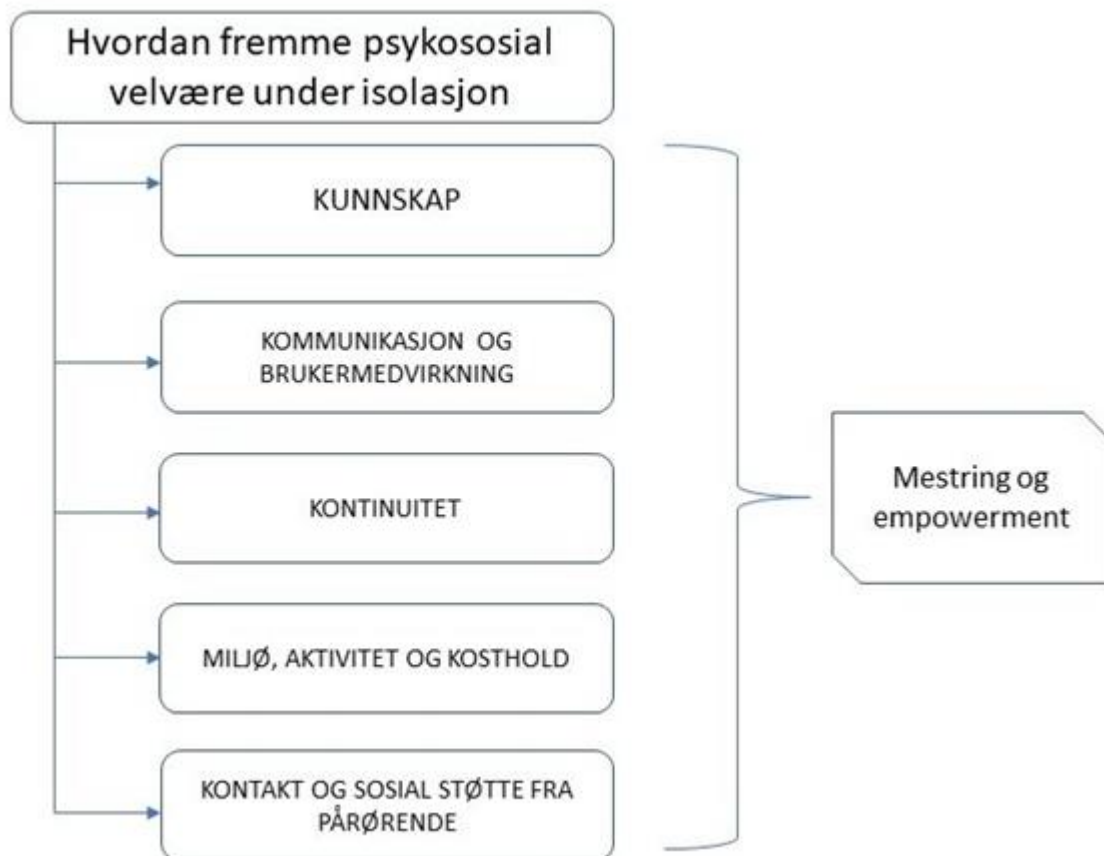 Hvordan fremme psykososial
velvære under isolasjon
KUNNSKAP
KOMMUNIKASJON OG
BRUKERMEDVIRKNING
KONTINUITET
MILJØ, AKTIVITET OG KOSTHOLD
KONTAKT OG SOSIAL STØTTE FRA
PÅRØRENDE
Mestring og
empowerment